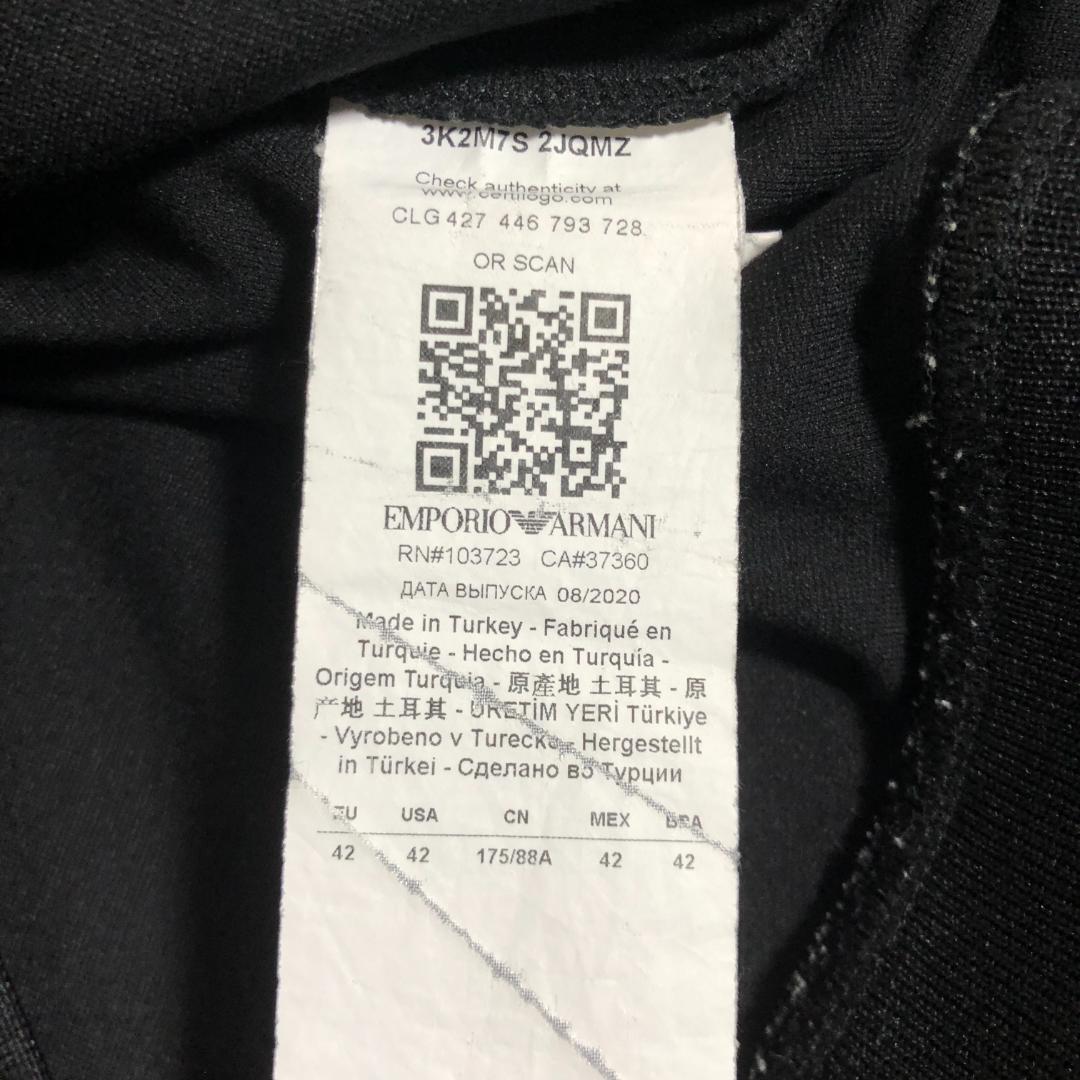 3K2M7S 2JQMZ
Check authenticity at
www.certilogo.com
CLG 427 446 793 728
OR SCAN
EMPORIO ARMANI
RN#103723 CA#37360
ДАТА ВЫПУСКА 08/2020
Made in Turkey - Fabriqué en
Turquie - Hecho en Turquía -
Origem Turquia - 原產地 土耳其 - 原
产地 土耳其 - ÜRETİM YERİ Türkiye
- Vyrobeno v Turecku - Hergestellt
in Türkei - Сделано во Турции
EU USA CN MEX BRA
42 42 175/88A 42 42